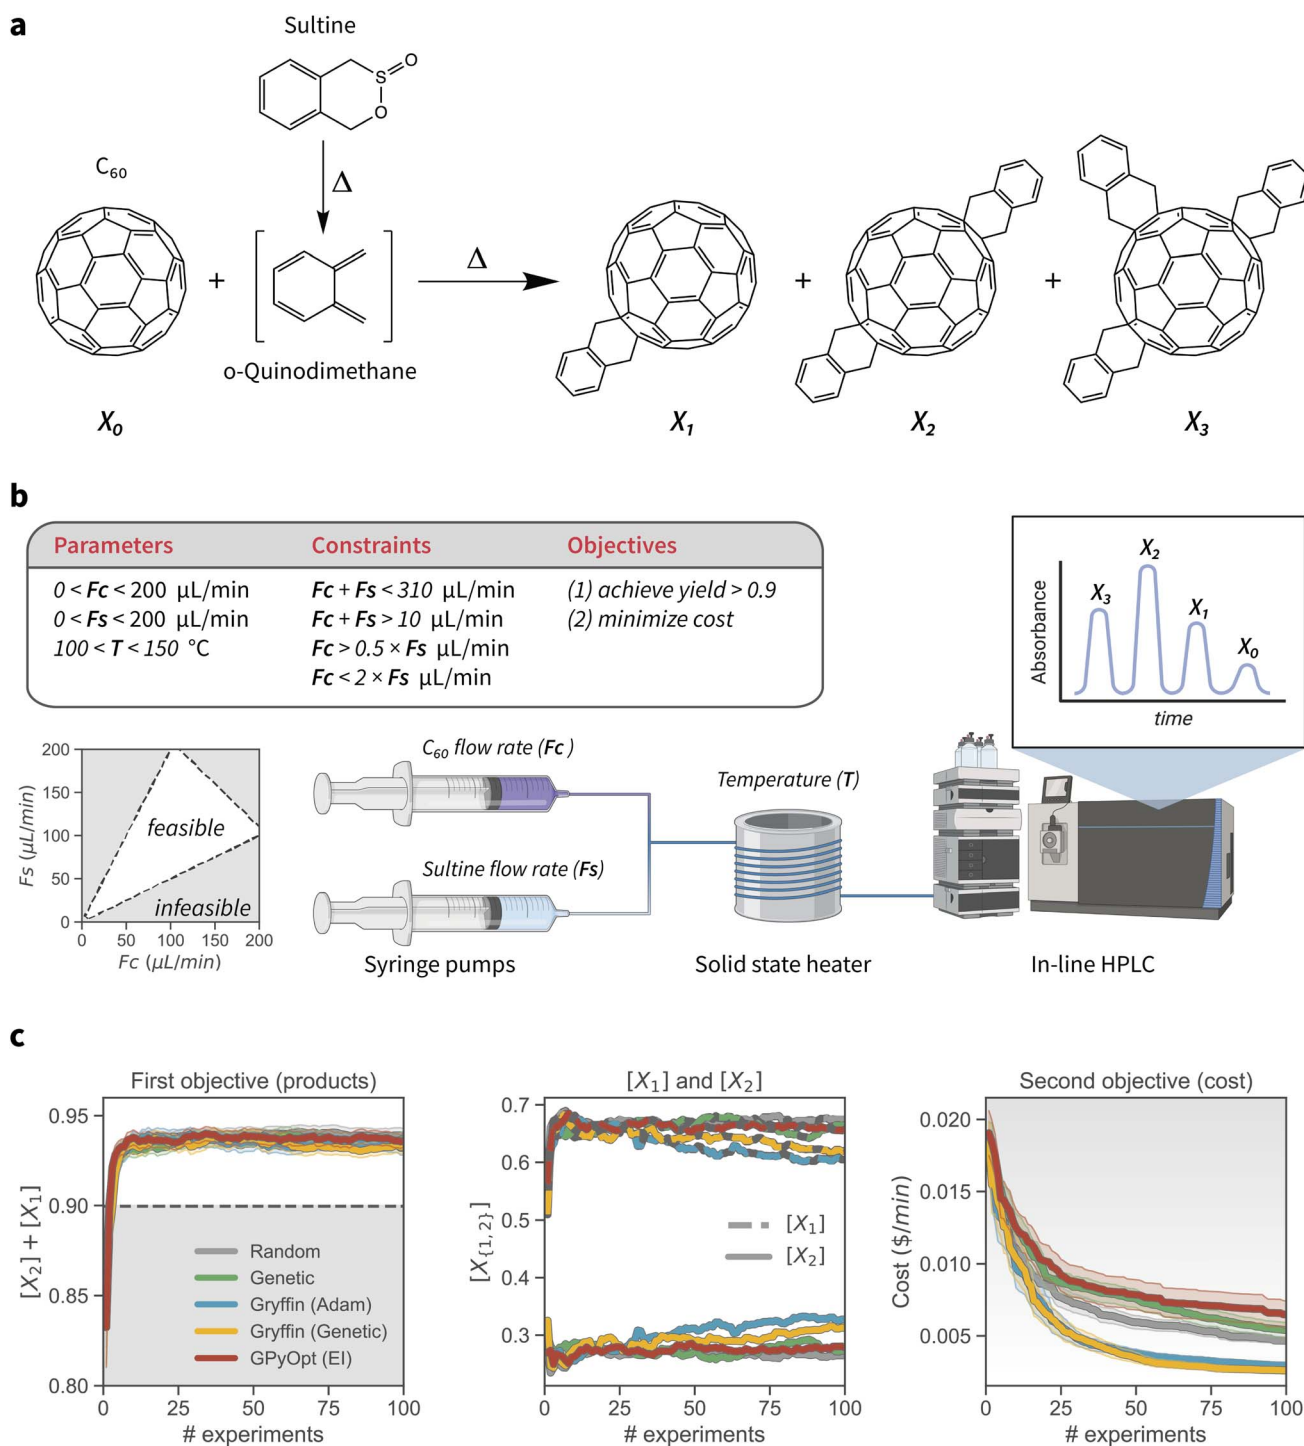 a
Sultine
S
O
O
C₆₀
Δ
+
Δ
+
+
o-Quinodimethane
X₀
X₁
X₂
X₃
b
Parameters Constraints Objectives
0 < Fc < 200 μL/min Fc + Fs < 310 μL/min (1) achieve yield > 0.9
0 < Fs < 200 μL/min Fc + Fs > 10 μL/min (2) minimize cost
100 < T < 150 °C Fc > 0.5 × Fs μL/min
Fc < 2 × Fs μL/min
X₃
X₂
X₁
X₀
Absorbance
time
200
150
100
50
0
Fs (μL/min)
feasible
infeasible
0 50 100 150 200
Fc (μL/min)
C₆₀ flow rate (Fc )
Sultine flow rate (Fs)
Syringe pumps
Temperature (T)
Solid state heater
In-line HPLC
c
First objective (products)
0.95
0.90
0.85
0.80
[X₂] + [X₁]
Random
Genetic
Gryffin (Adam)
Gryffin (Genetic)
GPyOpt (EI)
0 25 50 75 100
# experiments
[X₁] and [X₂]
0.7
0.6
0.5
0.4
0.3
[X{1, 2}]
[X₁]
[X₂]
0 25 50 75 100
# experiments
Second objective (cost)
0.020
0.015
0.010
0.005
Cost ($/min)
0 25 50 75 100
# experiments